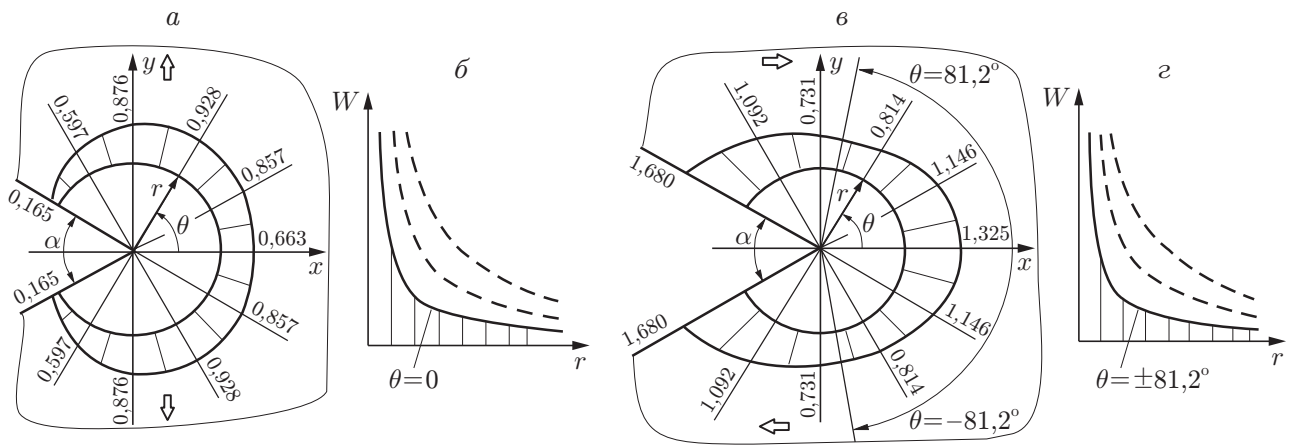 а
y
0,876
0,597
0,928
0,857
r
θ
0,165
α
0,663
x
0,165
0,857
0,597
0,876
0,928
б
W
θ=0
r
в
y
θ=81,2°
0,731
1,092
0,814
1,146
1,680
r
θ
α
1,325
x
1,146
1,680
1,092
0,731
0,814
θ=−81,2°
г
W
θ=±81,2°
r